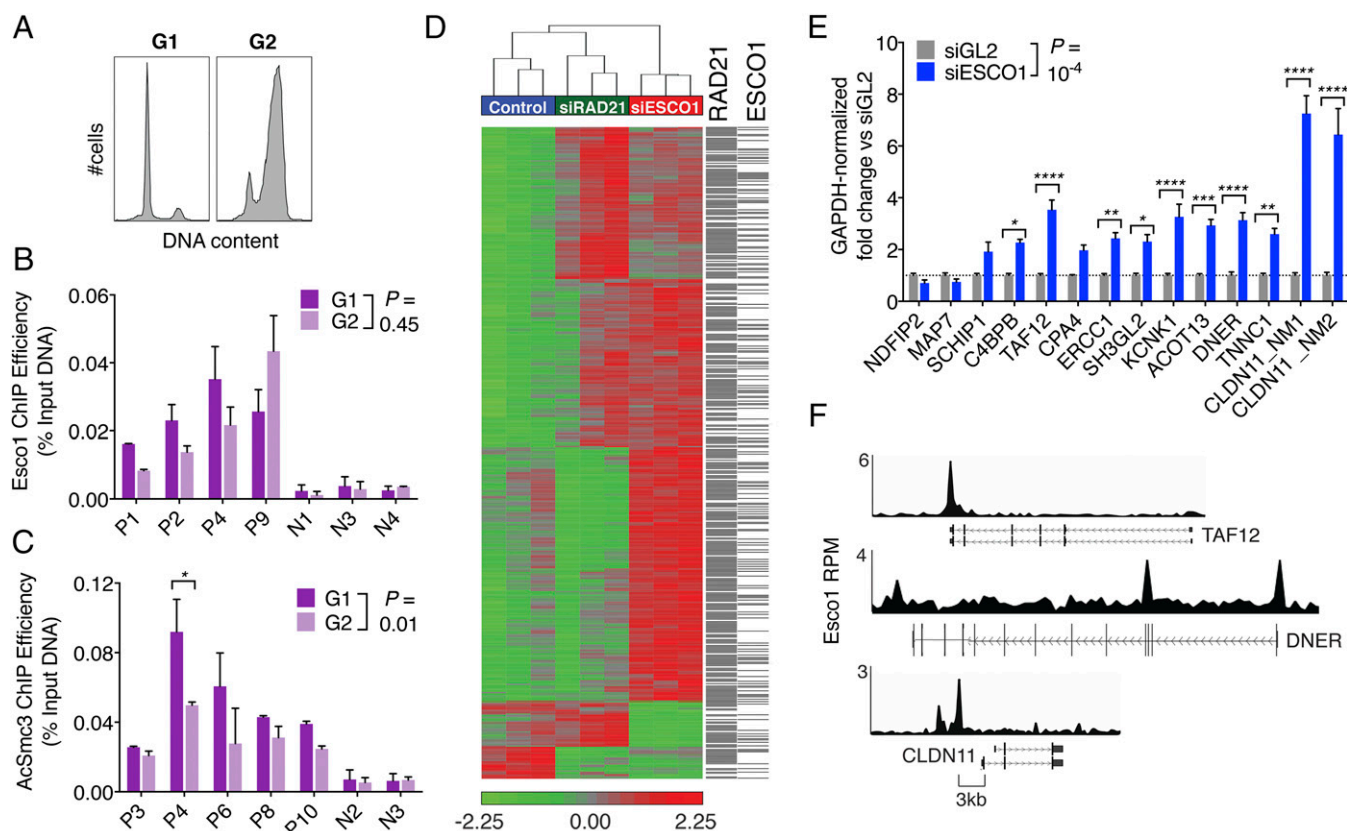 A
G1
G2
#cells
DNA content
B
Esco1 ChIP Efficiency
(% Input DNA)
0.06
0.04
0.02
0.00
G1
G2
P =
0.45
P1
P2
P4
P9
N1
N3
N4
C
AcSmc3 ChIP Efficiency
(% Input DNA)
0.12
0.08
0.04
0.00
*
G1
G2
P =
0.01
P3
P4
P6
P8
P10
N2
N3
D
Control
siRAD21
siESCO1
RAD21
ESCO1
-2.25
0.00
2.25
E
GAPDH-normalized
fold change vs siGL2
10
8
6
4
2
0
siGL2
siESCO1
P =
10-4
*
****
**
*
****
***
****
**
****
****
NDFIP2
MAP7
SCHIP1
C4BPB
TAF12
CPA4
ERCC1
SH3GL2
KCNK1
ACOT13
DNER
TNNC1
CLDN11_NM1
CLDN11_NM2
F
Esco1 RPM
6
TAF12
4
DNER
3
CLDN11
3kb